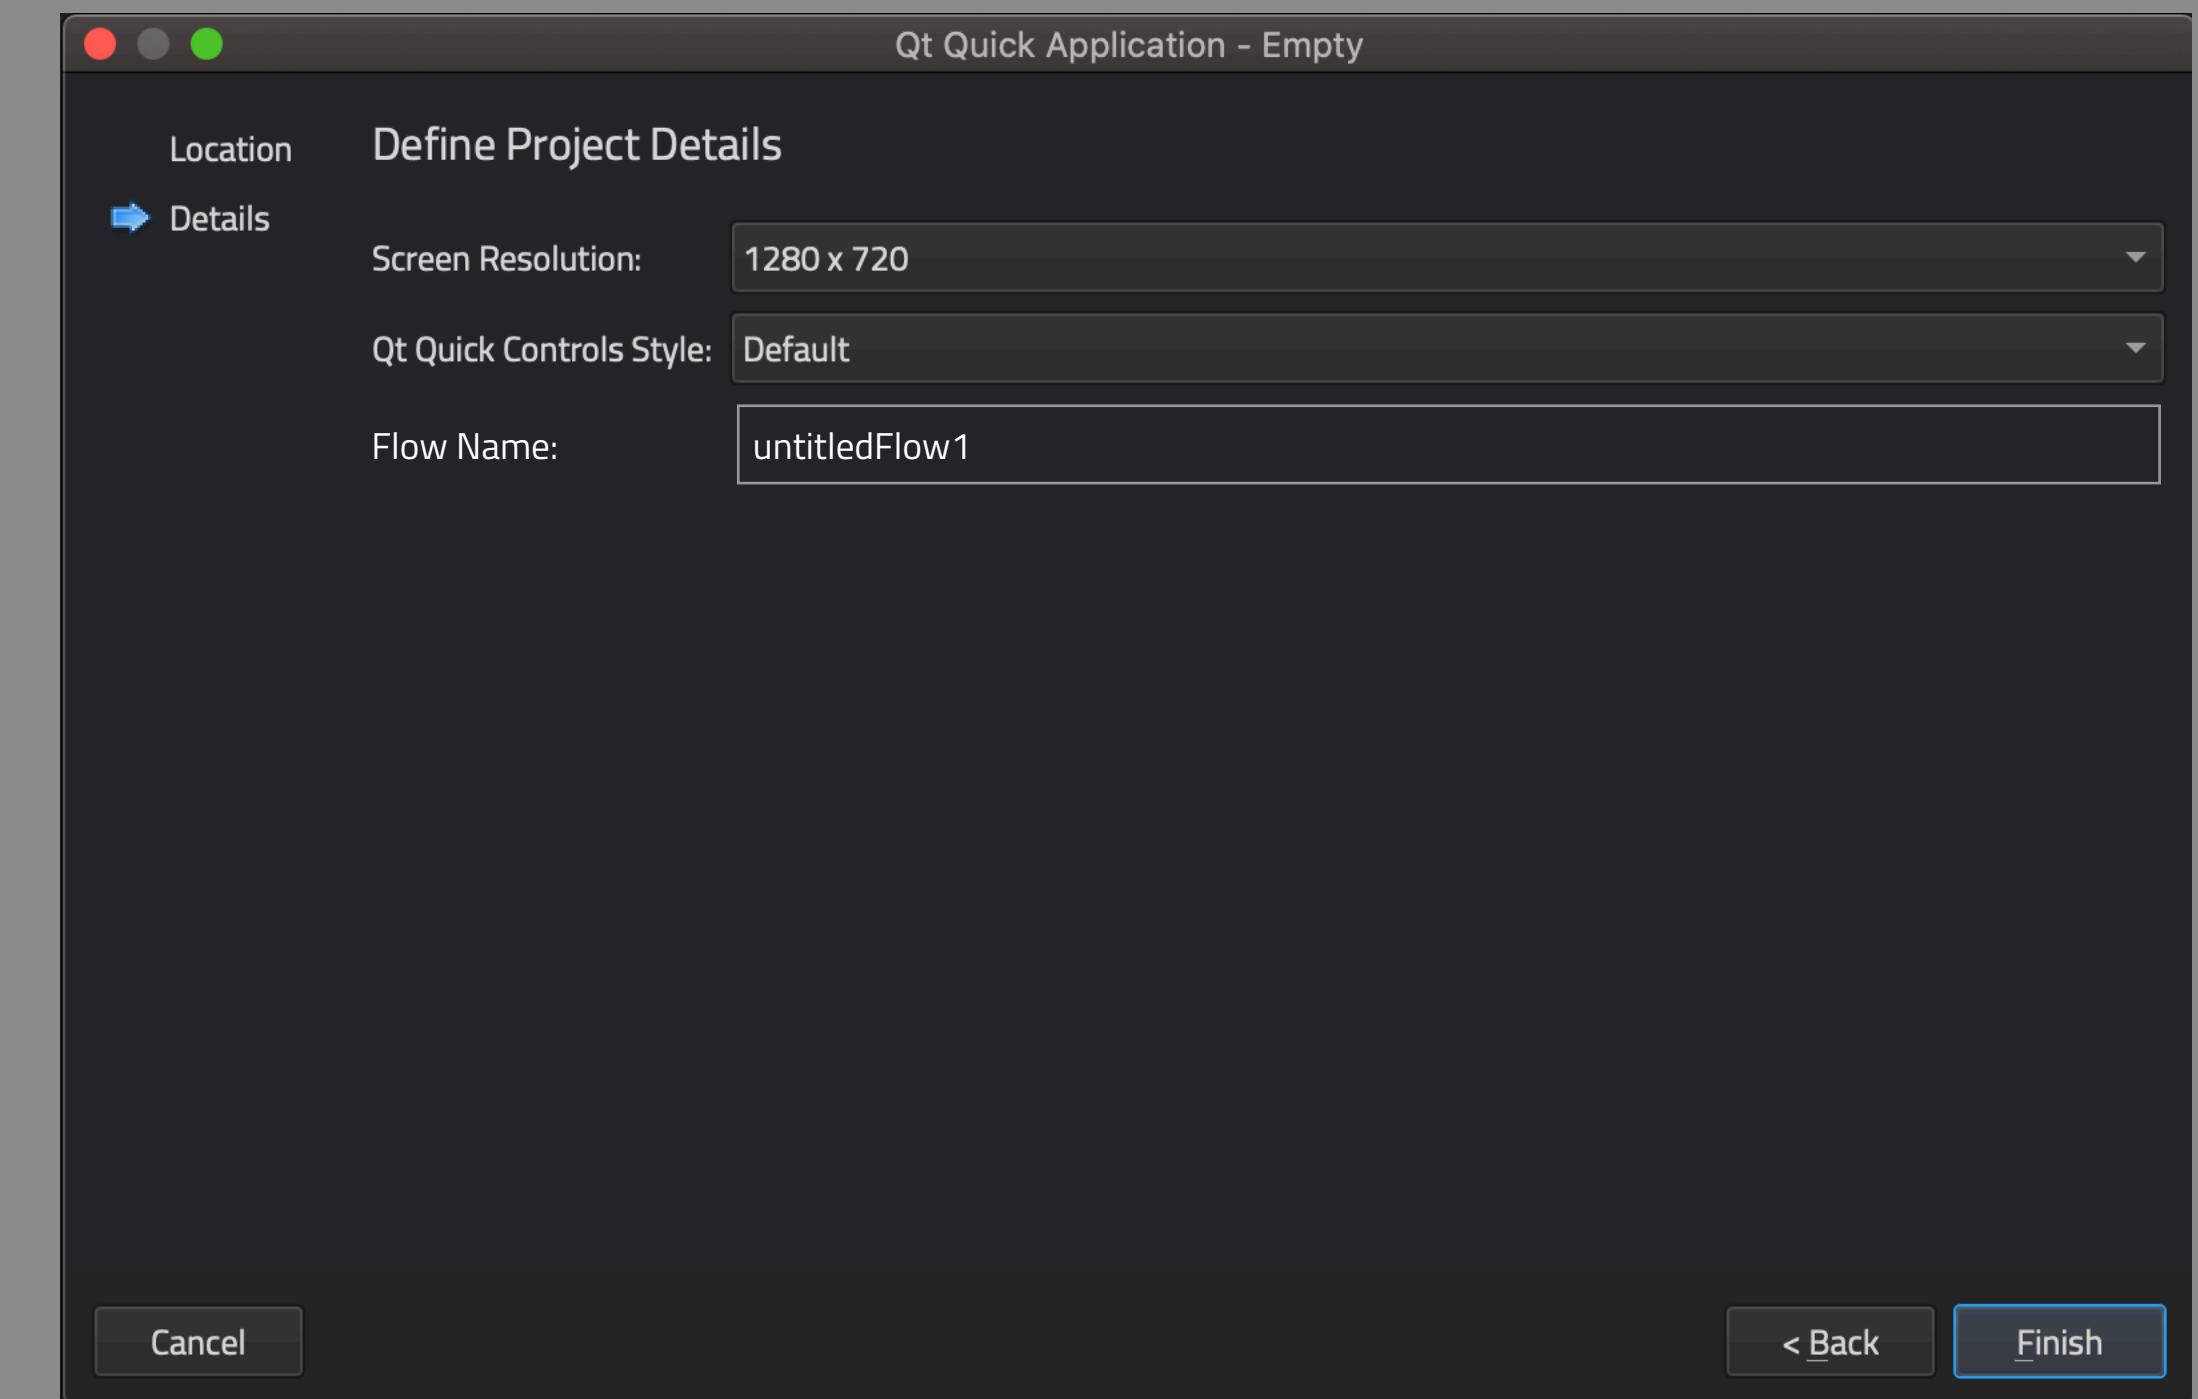 Qt Quick Application - Empty
Location
Details
Define Project Details
Screen Resolution: 1280 x 720
Qt Quick Controls Style: Default
Flow Name: untitledFlow1
Cancel
< Back
Finish